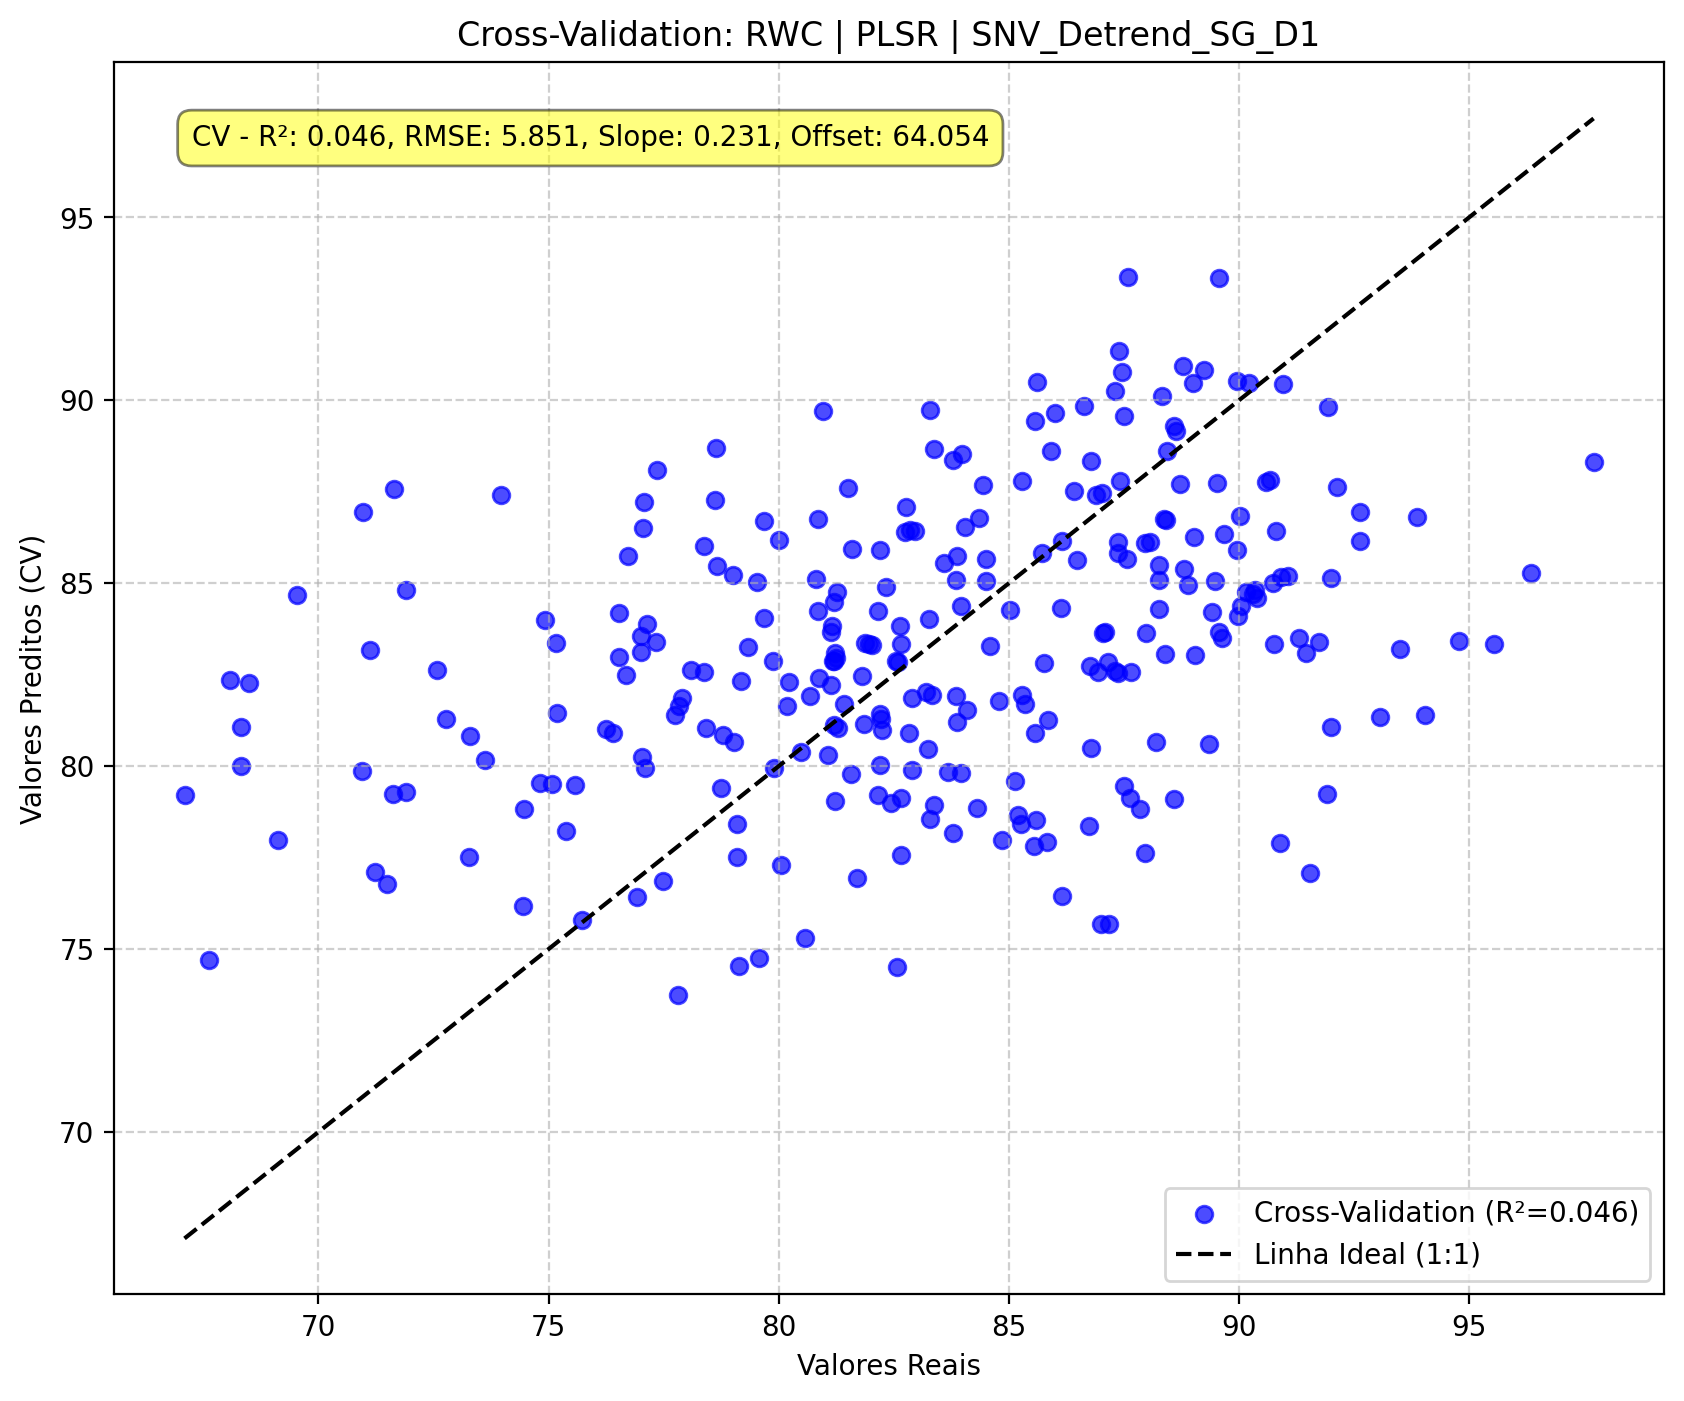 Cross-Validation: RWC | PLSR | SNV_Detrend_SG_D1
CV - R²: 0.046, RMSE: 5.851, Slope: 0.231, Offset: 64.054
Valores Preditos (CV)
95
90
85
80
75
70
Cross-Validation (R²=0.046)
Linha Ideal (1:1)
70 75 80 85 90 95
Valores Reais